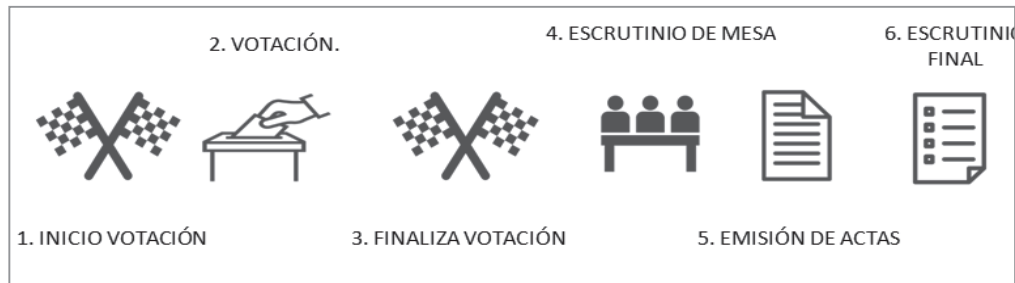 2. VOTACIÓN.
4. ESCRUTINIO DE MESA
6. ESCRUTINI
FINAL
1. INICIO VOTACIÓN
3. FINALIZA VOTACIÓN
5. EMISIÓN DE ACTAS